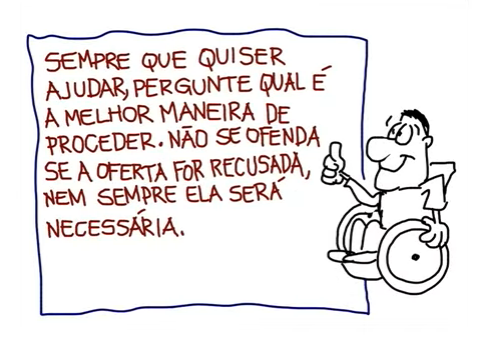 SEMPRE QUE QUISER
AJUDAR, PERGUNTE QUAL É
A MELHOR MANEIRA DE
PROCEDER. NÃO SE OFENDA
SE A OFERTA FOR RECUSADA,
NEM SEMPRE ELA SERÁ
NECESSÁRIA.